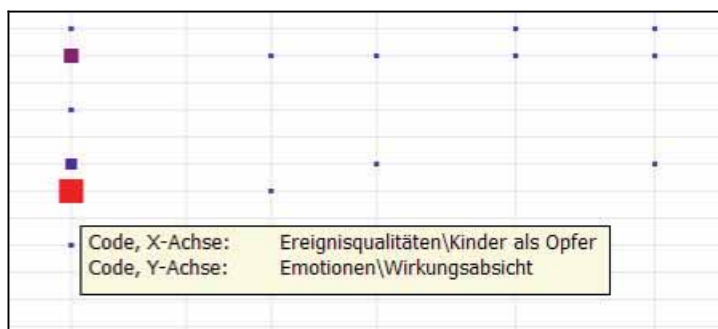 Code, X-Achse: Ereignisqualitäten\Kinder als Opfer
Code, Y-Achse: Emotionen\Wirkungsabsicht